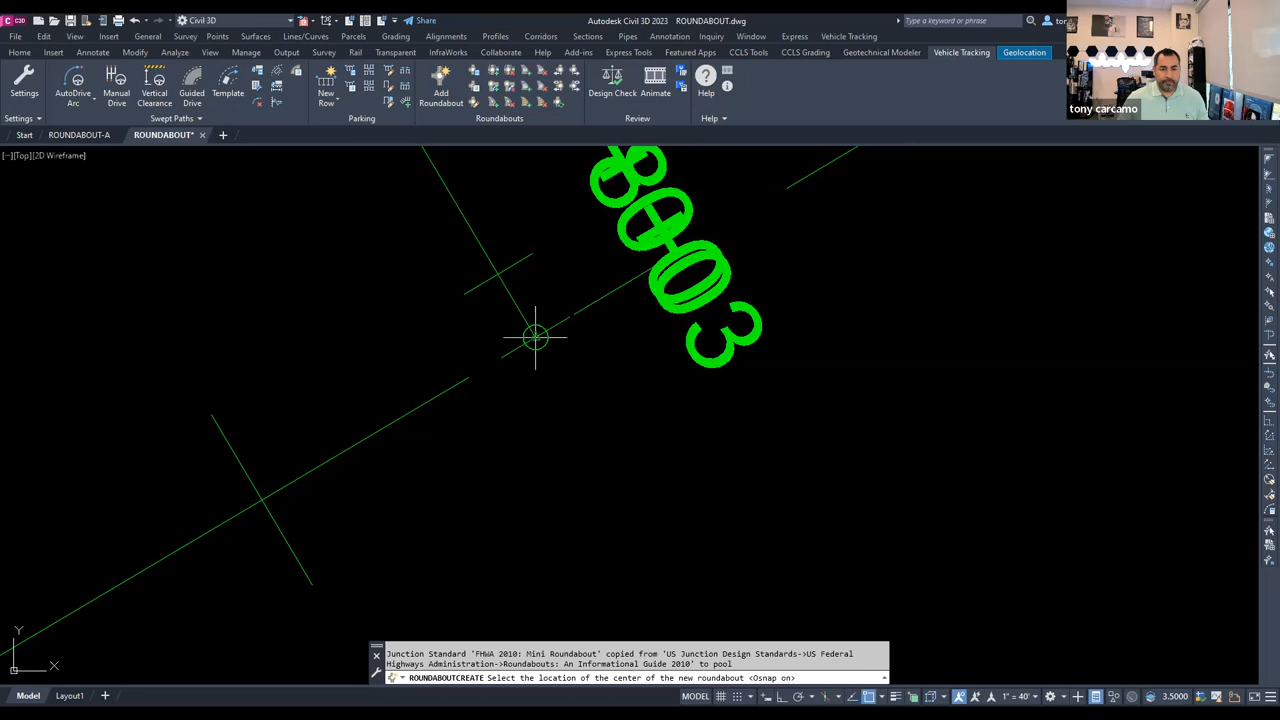 Civil 3D
Share
Autodesk Civil 3D 2023 ROUNDABOUT.dwg
Type a keyword or phrase
File Edit View Insert General Survey Points Surfaces Lines/Curves Parcels Grading Alignments Profiles Corridors Sections Pipes Annotation Inquiry Window Express Vehicle Tracking
Home Insert Annotate Modify Analyze View Manage Output Survey Rail Transparent InfraWorks Collaborate Help Add-ins Express Tools Featured Apps CCLS Tools CCLS Grading Geotechnical Modeler Vehicle Tracking Geolocation
Settings AutoDrive Arc Manual Drive Vertical Clearance Guided Drive Template New Row Add Roundabout Design Check Animate Help
Settings Swept Paths Parking Roundabouts Review Help
tony carcamo
Start ROUNDABOUT-A ROUNDABOUT*
[−][Top][2D Wireframe]
3
Y
X
Junction Standard 'FHWA 2010: Mini Roundabout' copied from 'US Junction Design Standards->US Federal
Highways Administration->Roundabouts: An Informational Guide 2010' to pool
ROUNDABOUTCREATE Select the location of the center of the new roundabout <Osnap on>
Model Layout1 MODEL 1" = 40' 3.5000